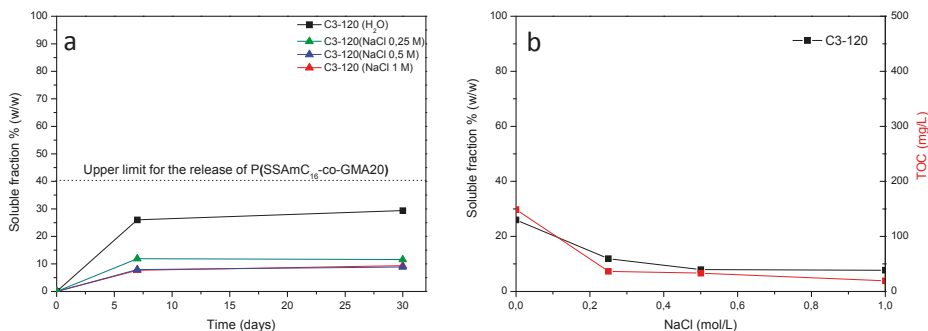 a
C3-120 (H₂O)
C3-120(NaCl 0,25 M)
C3-120(NaCl 0,5 M)
C3-120 (NaCl 1 M)
Upper limit for the release of P(SSAmC₁₆-co-GMA20)
Soluble fraction % (w/w)
100
90
80
70
60
50
40
30
20
10
0
0 5 10 15 20 25 30
Time (days)
b
C3-120
Soluble fraction % (w/w)
100
80
60
40
20
0
500
400
300
200
100
0
TOC (mg/L)
0,0 0,2 0,4 0,6 0,8 1,0
NaCl (mol/L)